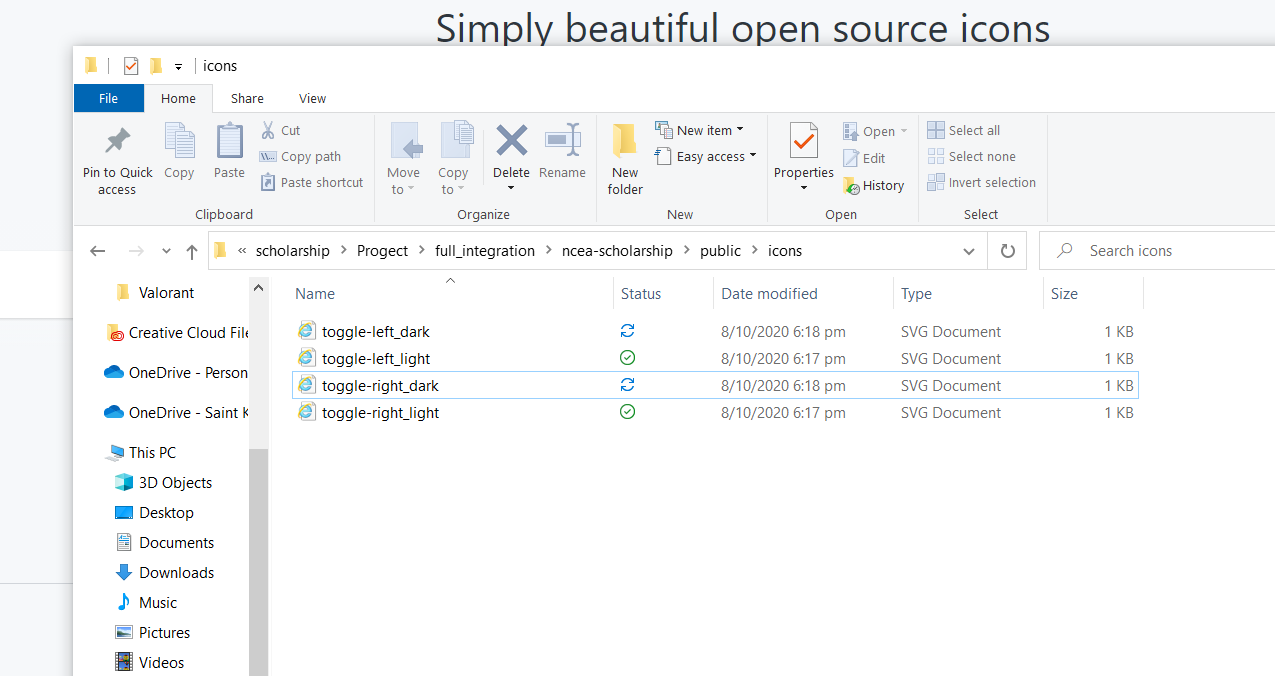 Simply beautiful open source icons
icons
File Home Share View
Pin to Quick access
Copy
Paste
Cut
Copy path
Paste shortcut
Clipboard
Move to
Copy to
Delete
Rename
Organize
New folder
New item
Easy access
New
Properties
Open
Edit
History
Open
Select all
Select none
Invert selection
Select
« scholarship > Progect > full_integration > ncea-scholarship > public > icons
Search icons
Valorant
Creative Cloud File
OneDrive - Person
OneDrive - Saint K
This PC
3D Objects
Desktop
Documents
Downloads
Music
Pictures
Videos
Name Status Date modified Type Size
toggle-left_dark 8/10/2020 6:18 pm SVG Document 1 KB
toggle-left_light 8/10/2020 6:17 pm SVG Document 1 KB
toggle-right_dark 8/10/2020 6:18 pm SVG Document 1 KB
toggle-right_light 8/10/2020 6:17 pm SVG Document 1 KB